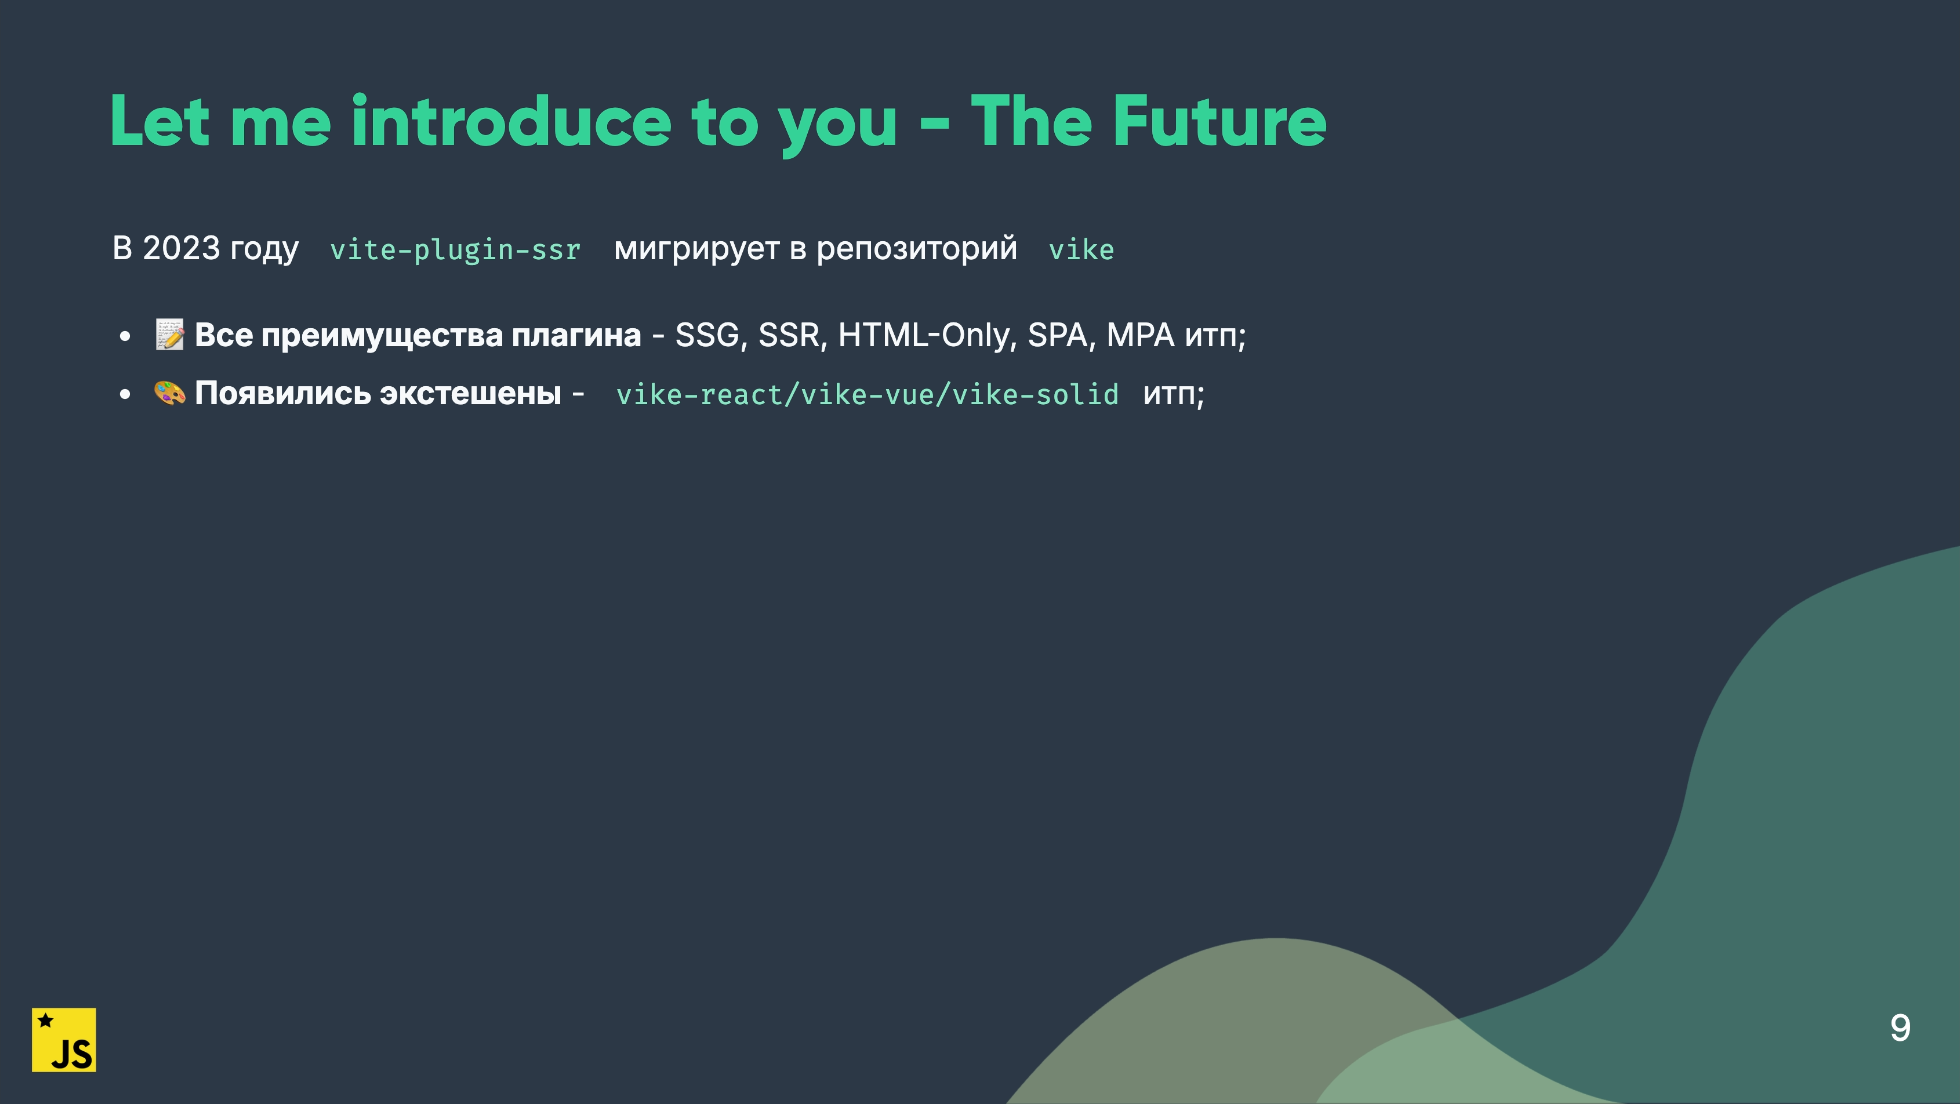 Let me introduce to you - The Future
В 2023 году vite-plugin-ssr мигрирует в репозиторий vike
• 📝 Все преимущества плагина - SSG, SSR, HTML-Only, SPA, MPA итп;
• 🎨 Появились экстешены - vike-react/vike-vue/vike-solid итп;
JS
9